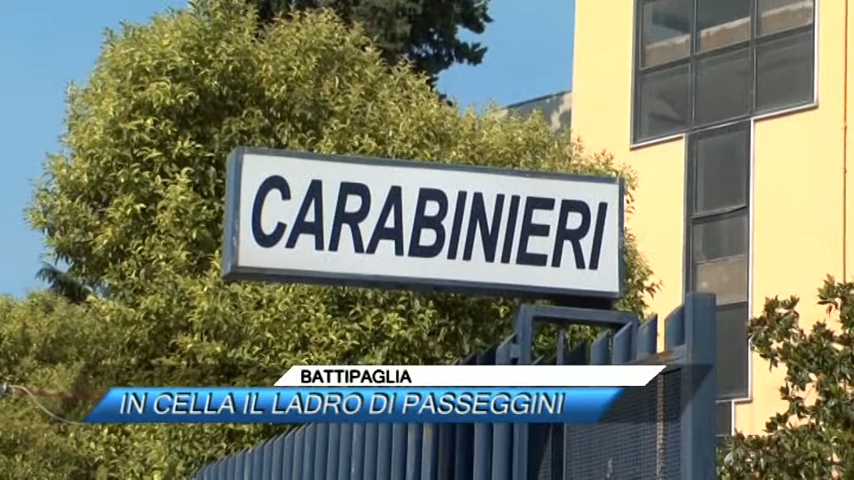 CARABINIERI
BATTIPAGLIA
IN CELLA IL LADRO DI PASSEGGINI